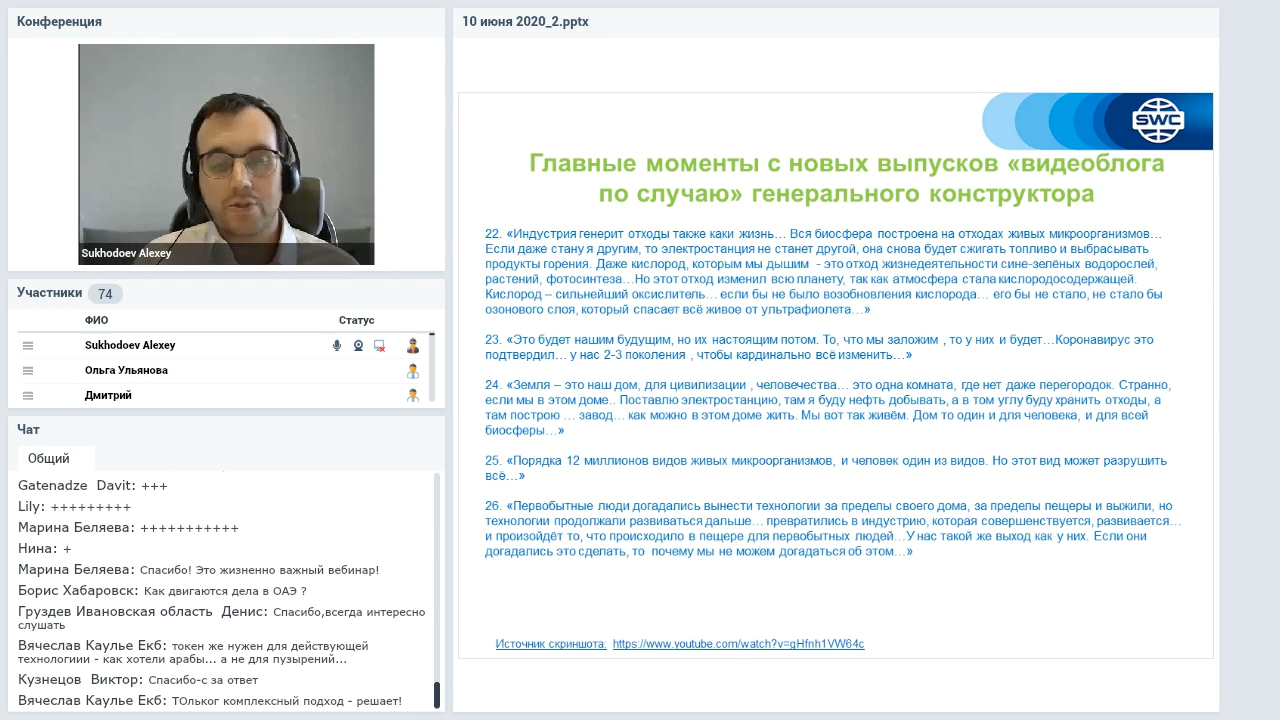 Конференция
Sukhodoev Alexey
Участники 74
ФИО Статус
Sukhodoev Alexey
Ольга Ульянова
Дмитрий
Чат
Общий
Gatenadze Davit: +++
Lily: +++++++++
Марина Беляева: +++++++++++
Нина: +
Марина Беляева: Спасибо! Это жизненно важный вебинар!
Борис Хабаровск: Как двигаются дела в ОАЭ ?
Груздев Ивановская область Денис: Спасибо,всегда интересно
слушать
Вячеслав Каулье Екб: токен же нужен для действующей
технологиии - как хотели арабы... а не для пузырений...
Кузнецов Виктор: Спасибо-с за ответ
Вячеслав Каулье Екб: ТОльког комплексный подход - решает!
10 июня 2020_2.pptx
SWC
Главные моменты с новых выпусков «видеоблога
по случаю» генерального конструктора
22. «Индустрия генерит отходы также каки жизнь… Вся биосфера построена на отходах живых микроорганизмов…
Если даже стану я другим, то электростанция не станет другой, она снова будет сжигать топливо и выбрасывать
продукты горения. Даже кислород, которым мы дышим - это отход жизнедеятельности сине-зелёных водорослей,
растений, фотосинтеза…Но этот отход изменил всю планету, так как атмосфера стала кислородосодержащей.
Кислород – сильнейший окислитель… если бы не было возобновления кислорода… его бы не стало, не стало бы
озонового слоя, который спасает всё живое от ультрафиолета…»
23. «Это будет нашим будущим, но их настоящим потом. То, что мы заложим , то у них и будет…Коронавирус это
подтвердил… у нас 2-3 поколения , чтобы кардинально всё изменить…»
24. «Земля – это наш дом, для цивилизации , человечества… это одна комната, где нет даже перегородок. Странно,
если мы в этом доме.. Поставлю электростанцию, там я буду нефть добывать, а в том углу буду хранить отходы, а
там построю … завод… как можно в этом доме жить. Мы вот так живём. Дом то один и для человека, и для всей
биосферы…»
25. «Порядка 12 миллионов видов живых микроорганизмов, и человек один из видов. Но этот вид может разрушить
всё…»
26. «Первобытные люди догадались вынести технологии за пределы своего дома, за пределы пещеры и выжили, но
технологии продолжали развиваться дальше… превратились в индустрию, которая совершенствуется, развивается…
и произойдёт то, что происходило в пещере для первобытных людей…У нас такой же выход как у них. Если они
догадались это сделать, то почему мы не можем догадаться об этом…»
Источник скриншота: https://www.youtube.com/watch?v=gHfnh1VW64c